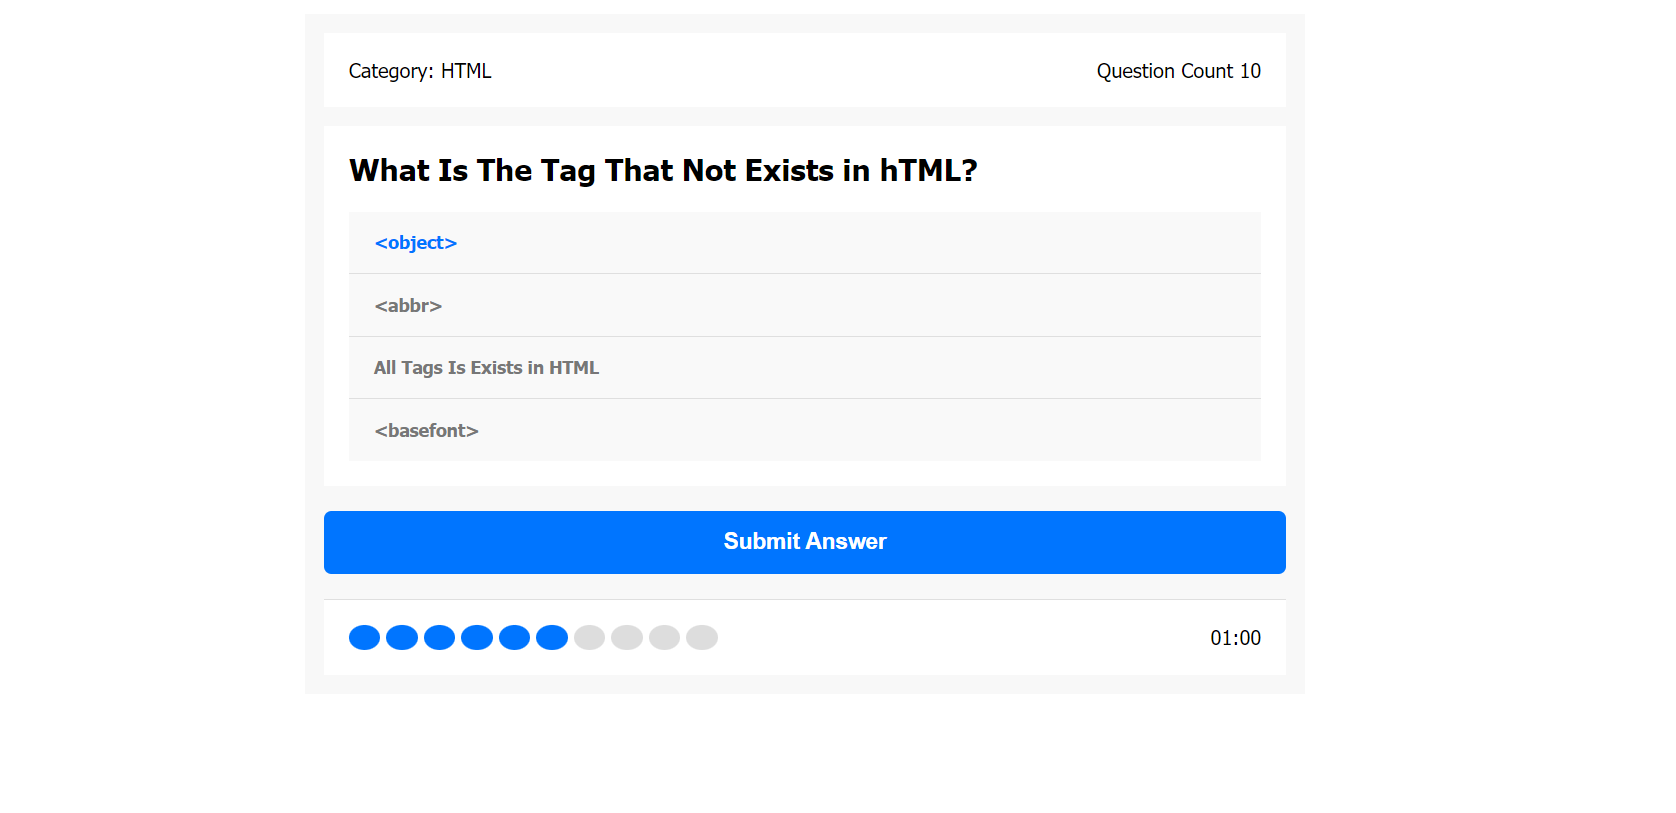 Category: HTML
Question Count 10
What Is The Tag That Not Exists in hTML?
<object>
<abbr>
All Tags Is Exists in HTML
<basefont>
Submit Answer
01:00